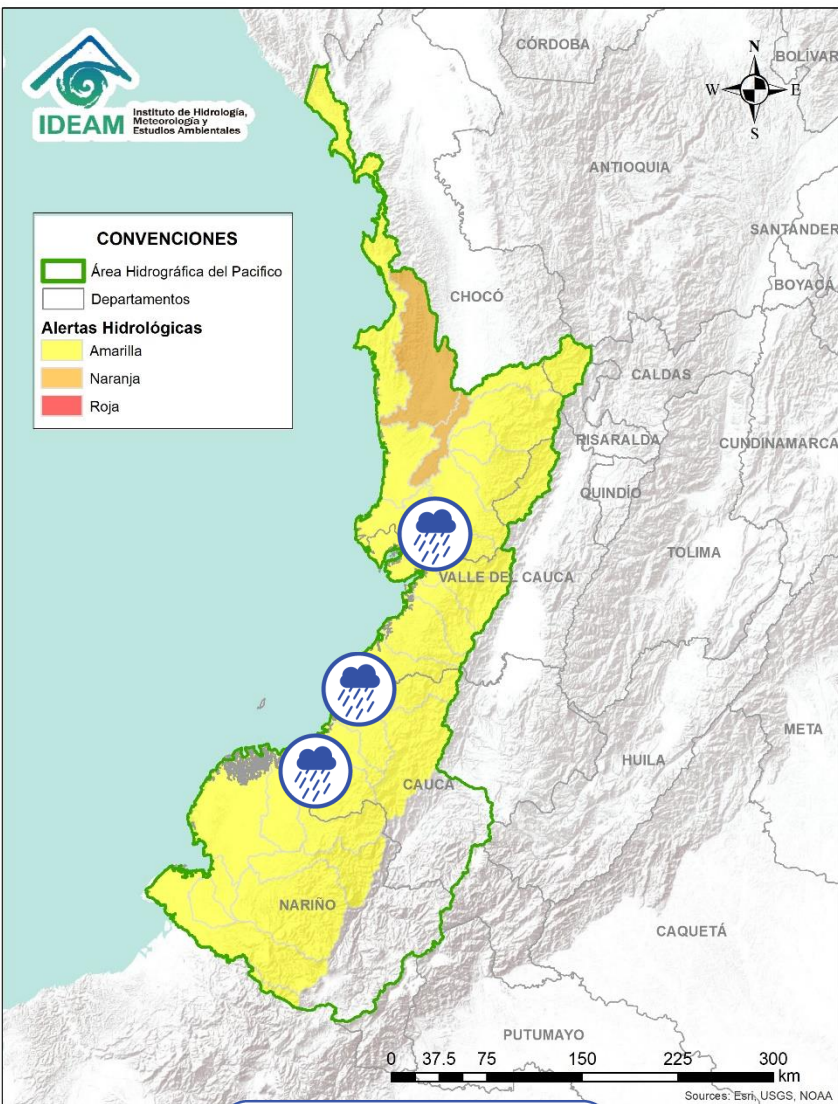 IDEAM
Instituto de Hidrología,
Meteorología y
Estudios Ambientales
CÓRDOBA
BOLÍVAR
N
W
E
S
ANTIOQUIA
SANTANDER
BOYACÁ
CONVENCIONES
Área Hidrográfica del Pacifico
Departamentos
Alertas Hidrológicas
Amarilla
Naranja
Roja
CHOCÓ
CALDAS
RISARALDA
CUNDINAMARCA
QUINDÍO
TOLIMA
VALLE DEL CAUCA
META
HUILA
CAUCA
NARIÑO
CAQUETÁ
PUTUMAYO
0 37.5 75 150 225 300
km
Sources: Esri, USGS, NOAA